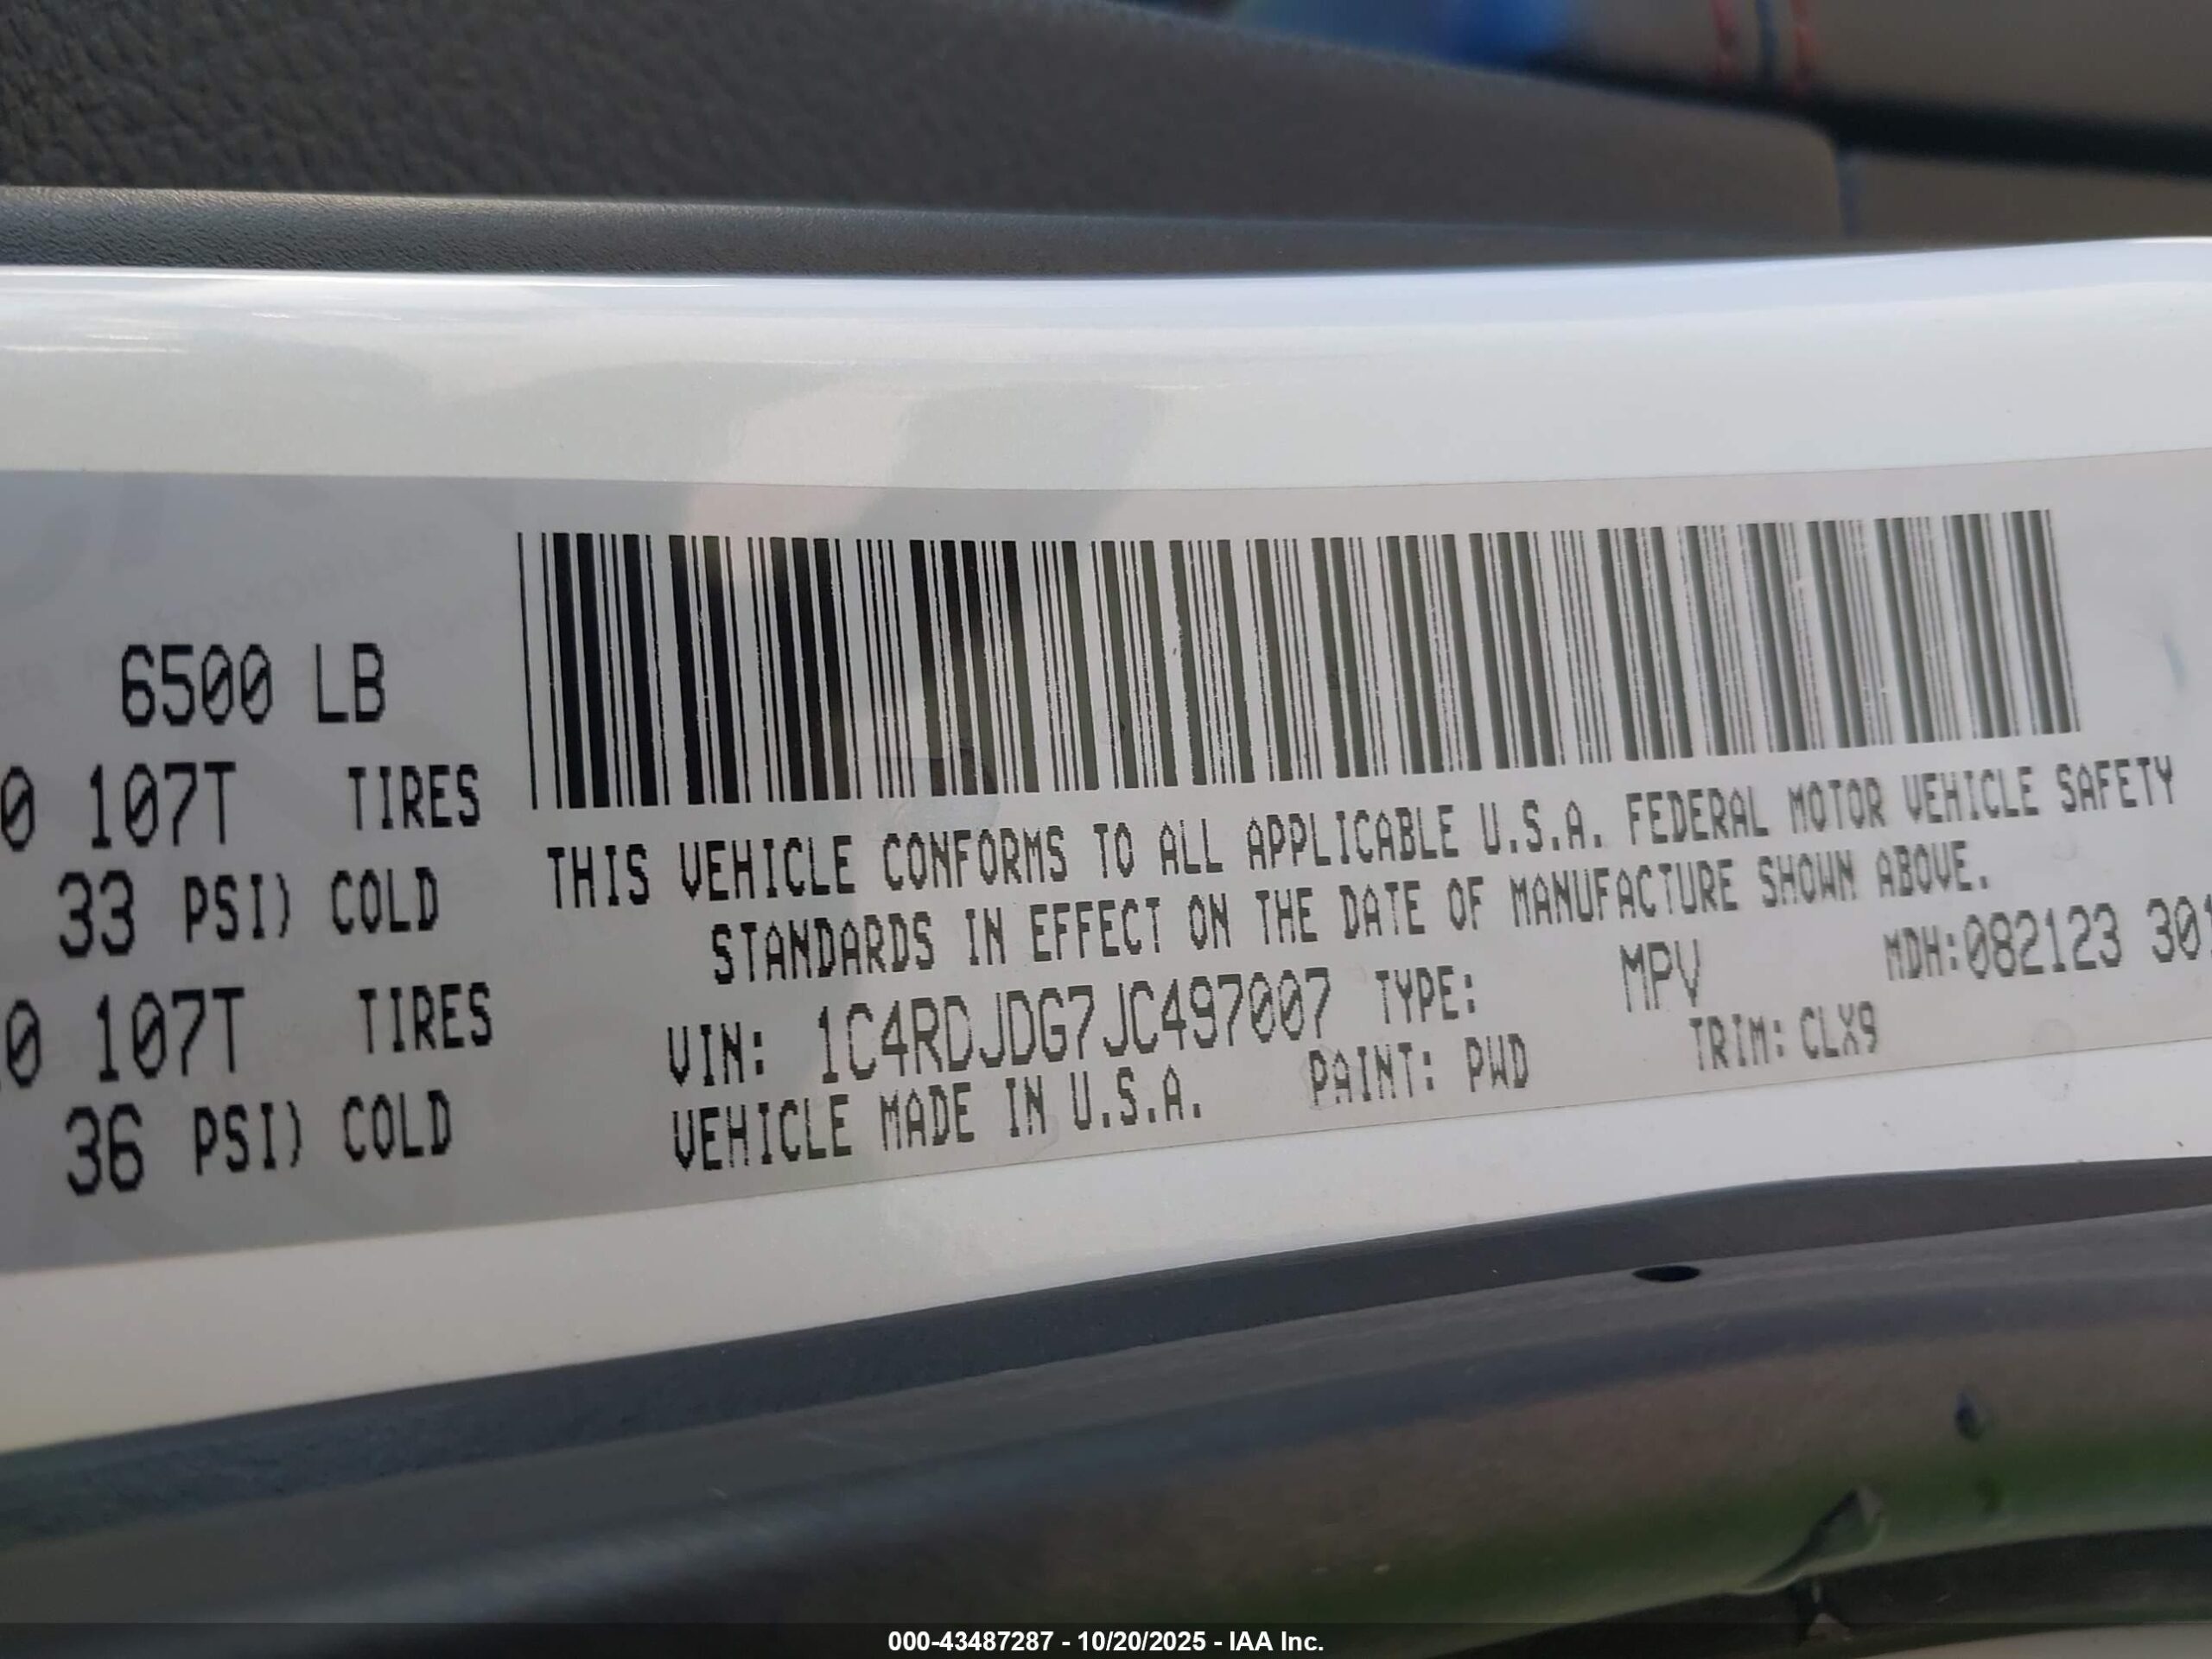 6500 LB
0 107T TIRES
33 PSI) COLD
0 107T TIRES
36 PSI) COLD
THIS VEHICLE CONFORMS TO ALL APPLICABLE U.S.A. FEDERAL MOTOR VEHICLE SAFETY
STANDARDS IN EFFECT ON THE DATE OF MANUFACTURE SHOWN ABOVE.
VIN: 1C4RDJDG7JC497007 TYPE: MPV MDH:082123 301
VEHICLE MADE IN U.S.A. PAINT: PWD TRIM: CLX9
000-43487287 - 10/20/2025 - IAA Inc.